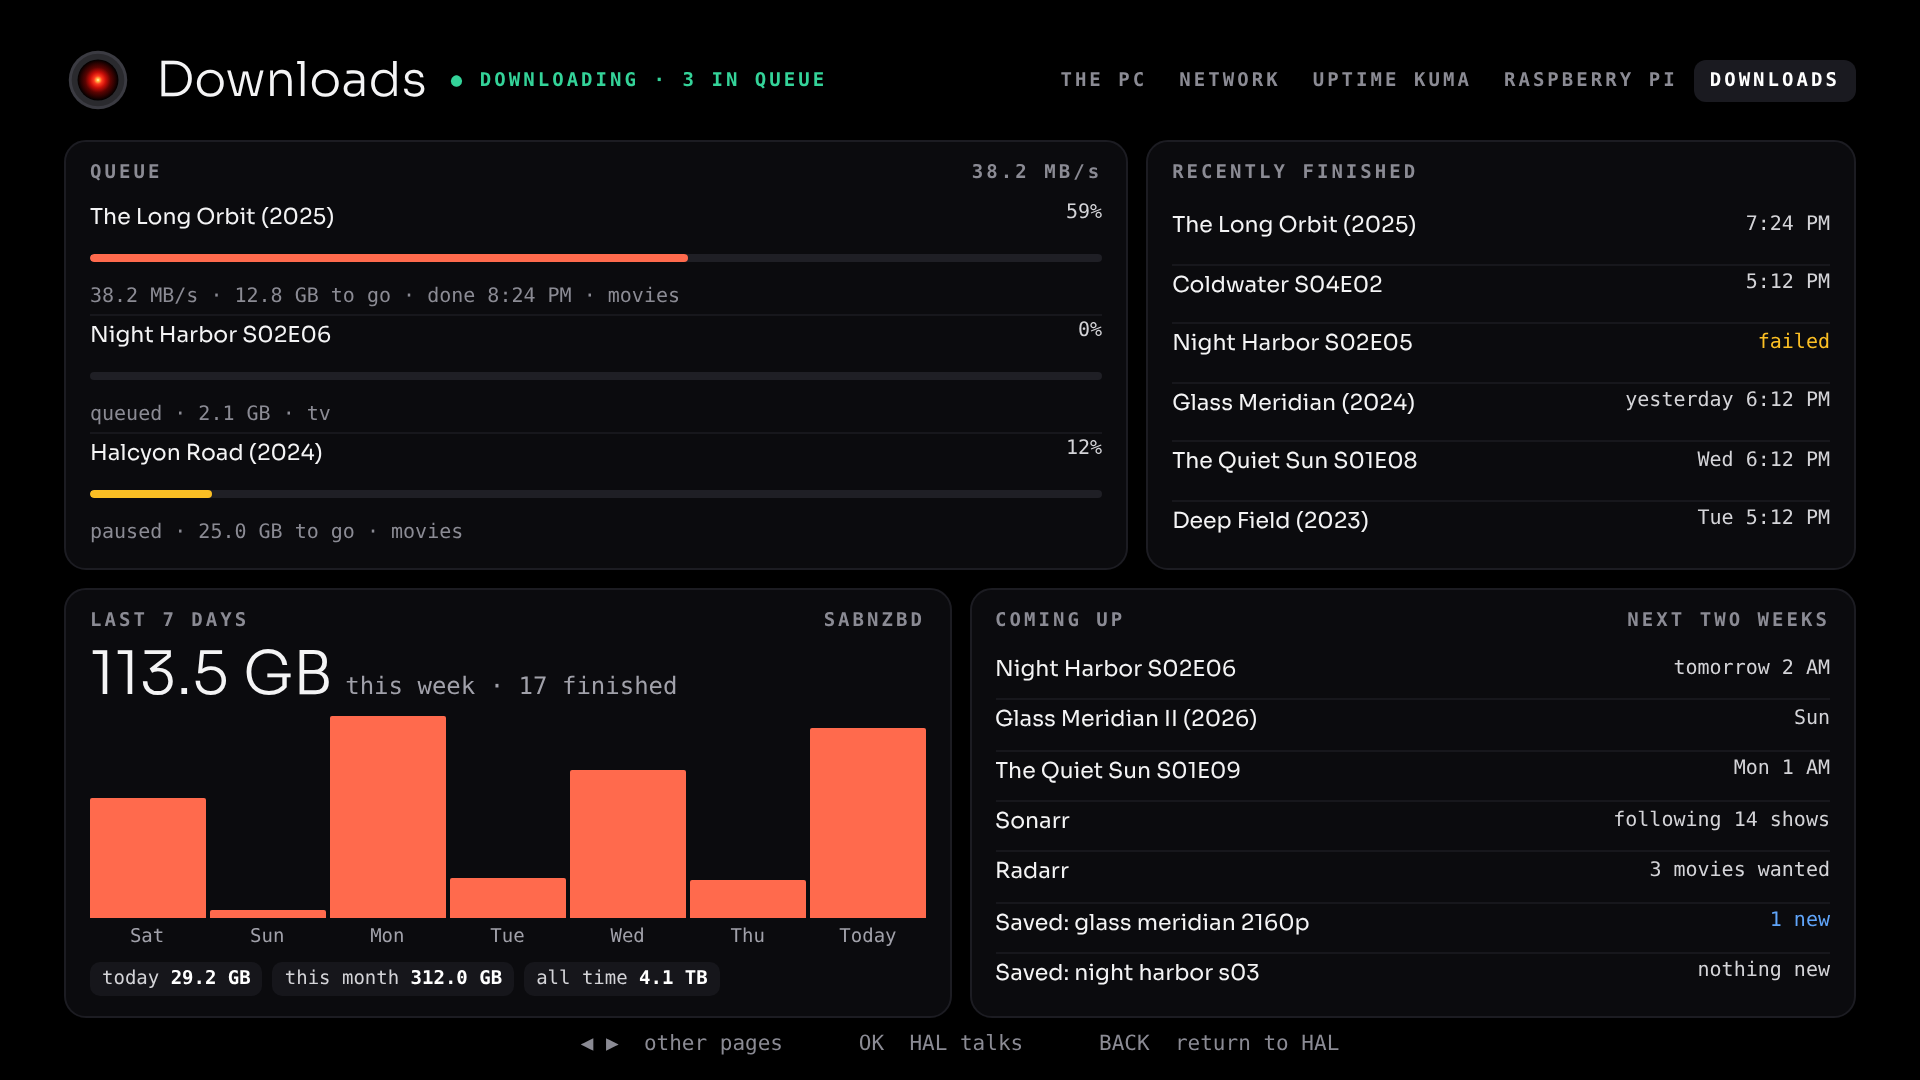 Downloads
● DOWNLOADING · 3 IN QUEUE
THE PC NETWORK UPTIME KUMA RASPBERRY PI DOWNLOADS
QUEUE 38.2 MB/s
The Long Orbit (2025) 59%
38.2 MB/s · 12.8 GB to go · done 8:24 PM · movies
Night Harbor S02E06 0%
queued · 2.1 GB · tv
Halcyon Road (2024) 12%
paused · 25.0 GB to go · movies
RECENTLY FINISHED
The Long Orbit (2025) 7:24 PM
Coldwater S04E02 5:12 PM
Night Harbor S02E05 failed
Glass Meridian (2024) yesterday 6:12 PM
The Quiet Sun S01E08 Wed 6:12 PM
Deep Field (2023) Tue 5:12 PM
LAST 7 DAYS SABNZBD
113.5 GB this week · 17 finished
Sat Sun Mon Tue Wed Thu Today
today 29.2 GB this month 312.0 GB all time 4.1 TB
COMING UP NEXT TWO WEEKS
Night Harbor S02E06 tomorrow 2 AM
Glass Meridian II (2026) Sun
The Quiet Sun S01E09 Mon 1 AM
Sonarr following 14 shows
Radarr 3 movies wanted
Saved: glass meridian 2160p 1 new
Saved: night harbor s03 nothing new
◀ ▶ other pages OK HAL talks BACK return to HAL